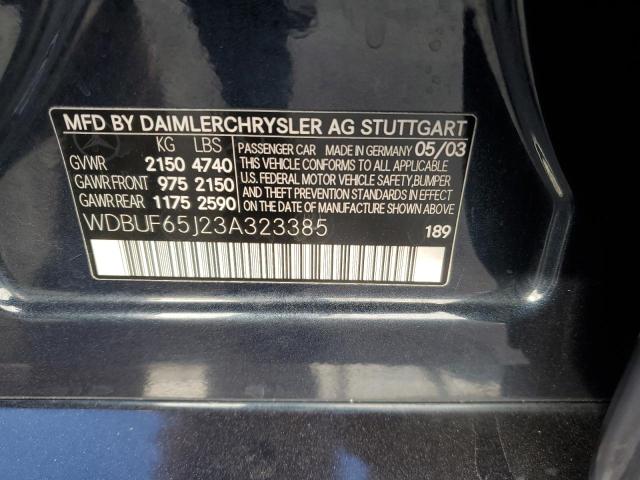 MFD BY DAIMLERCHRYSLER AG STUTTGART
KG LBS
GVWR 2150 4740
GAWR FRONT 975 2150
GAWR REAR 1175 2590
PASSENGER CAR MADE IN GERMANY 05/03
THIS VEHICLE CONFORMS TO ALL APPLICABLE
U.S. FEDERAL MOTOR VEHICLE SAFETY,BUMPER
AND THEFT PREVENTION STANDARDS IN EFFECT
ON THE DATE OF MANUFACTURE SHOWN ABOVE.
WDBUF65J23A323385
189